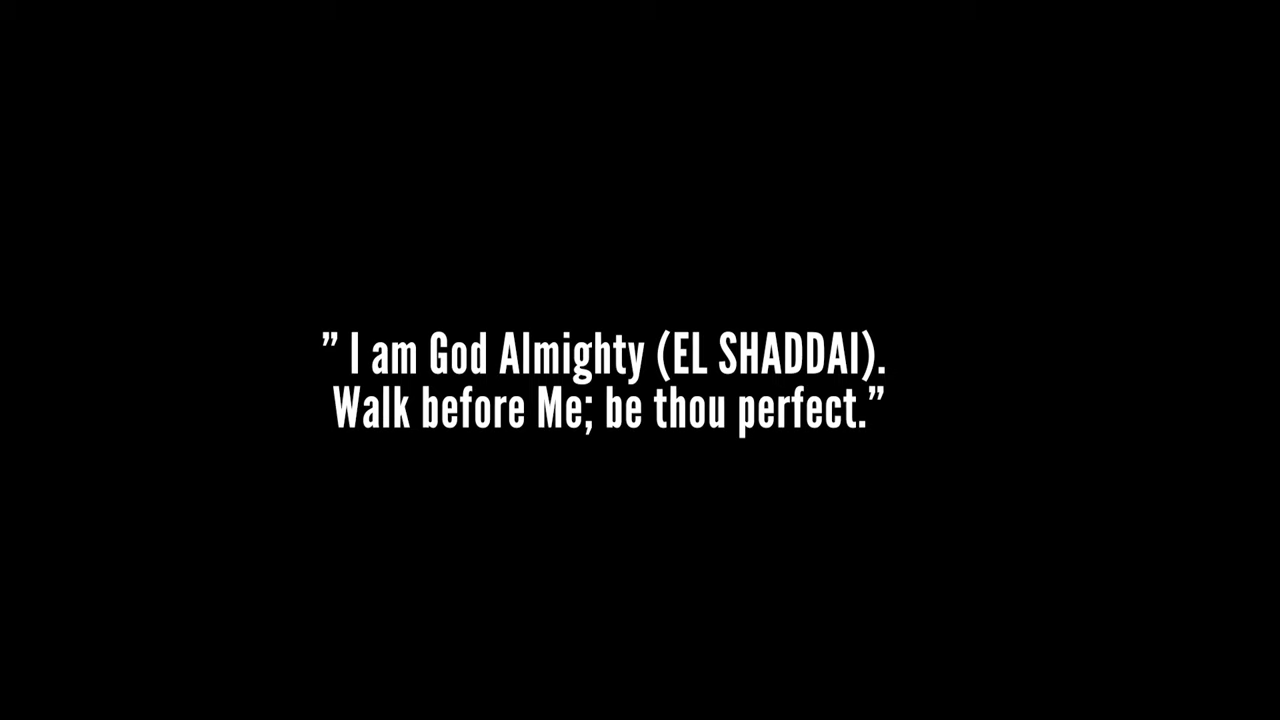 ” I am God Almighty (EL SHADDAI).
Walk before Me; be thou perfect.”